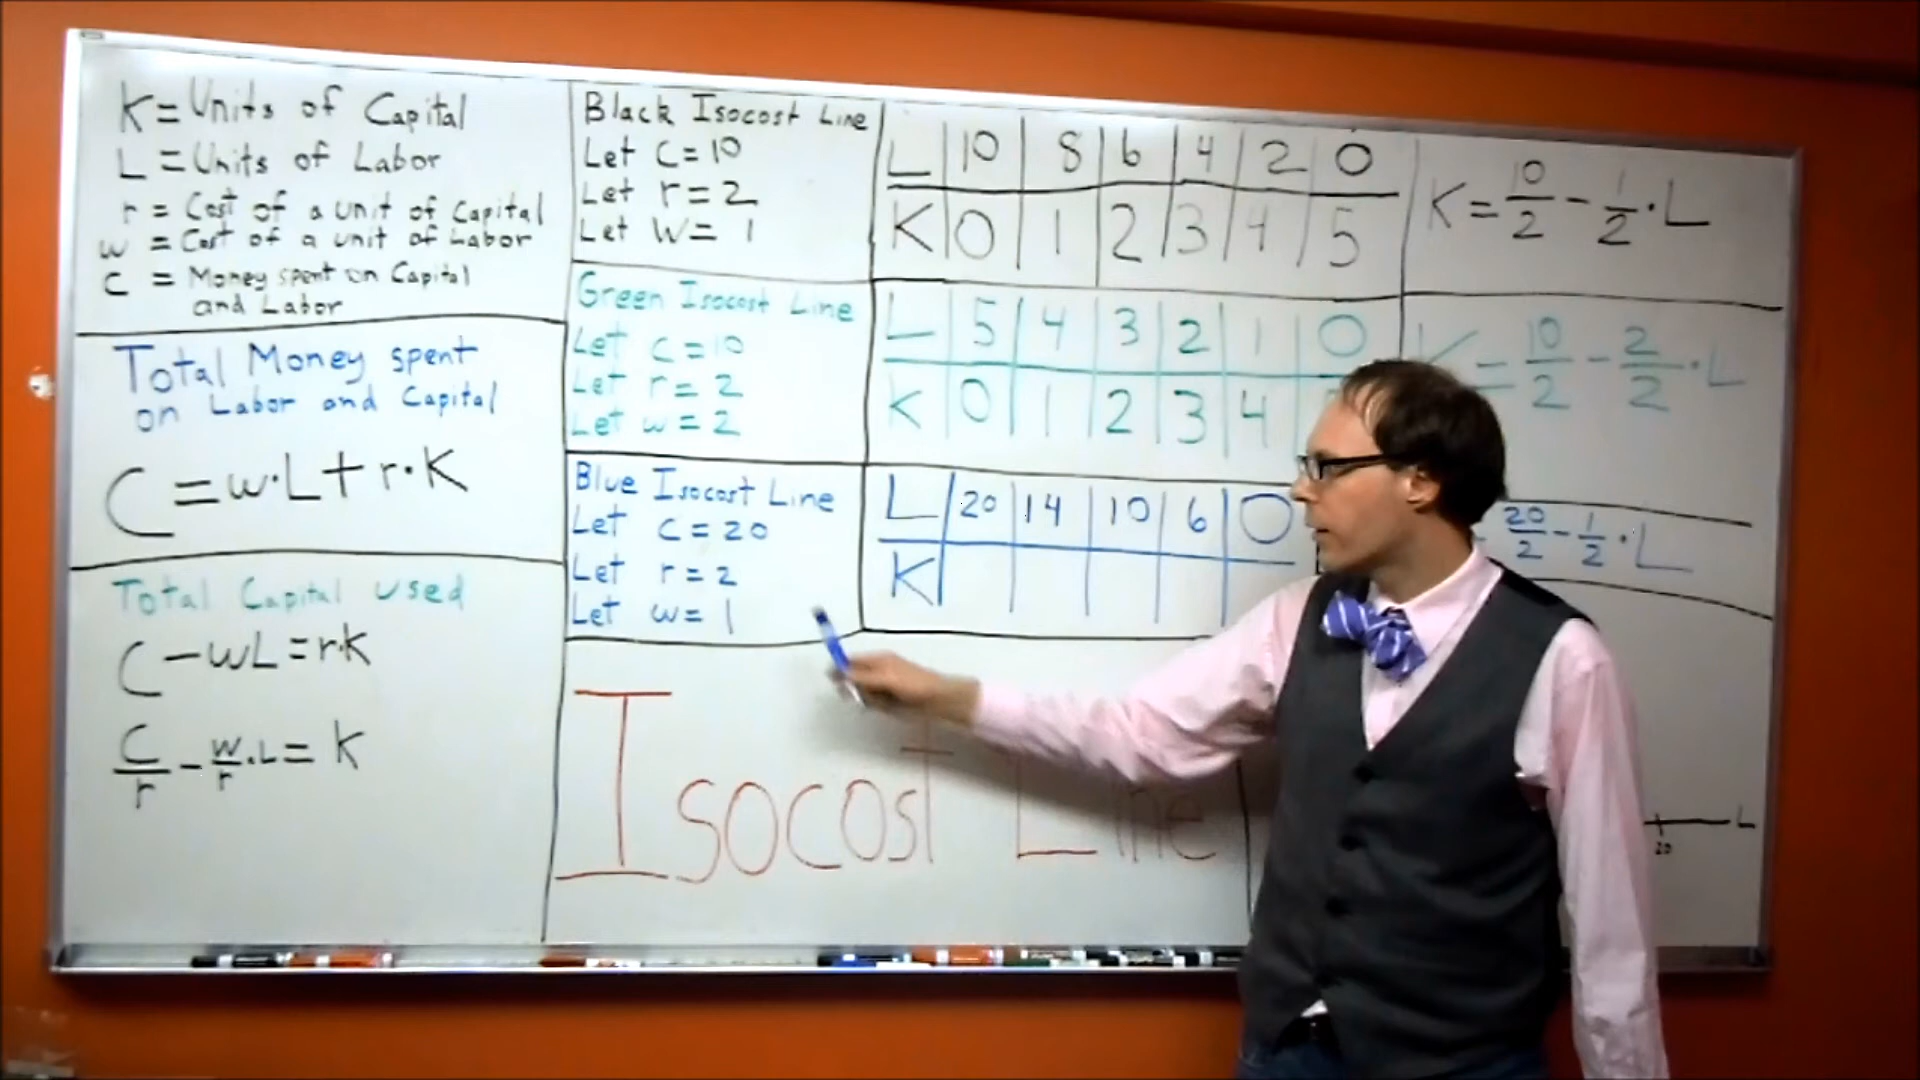 K = Units of Capital
L = Units of Labor
r = Cost of a unit of Capital
w = Cost of a unit of Labor
C = Money spent on Capital
and Labor
Total Money spent
on Labor and Capital
C = w·L + r·K
Total Capital used
C - wL = r·K
C/r - w/r·L = K
Black Isocost Line
Let C = 10
Let r = 2
Let W = 1
L 10 8 6 4 2 0
K 0 1 2 3 4 5
K = 10/2 - 1/2·L
Green Isocost Line
Let C = 10
Let r = 2
Let w = 2
L 5 4 3 2 1 0
K 0 1 2 3 4
K = 10/2 - 2/2·L
Blue Isocost Line
Let C = 20
Let r = 2
Let w = 1
L 20 14 10 6 0
K
20/2 - 1/2·L
Isocost Line
L
20